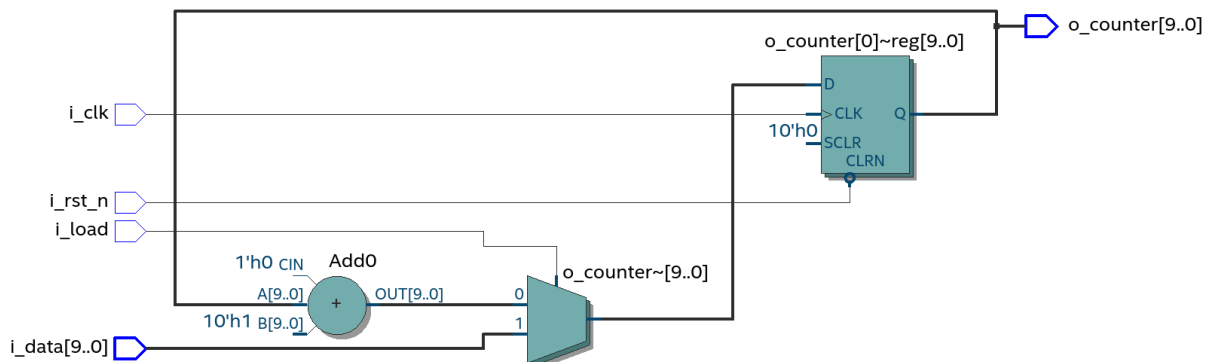 o_counter[9..0]
o_counter[0]~reg[9..0]
D
i_clk
CLK
Q
10'h0
SCLR
CLRN
i_rst_n
i_load
1'h0 CIN
Add0
o_counter~[9..0]
A[9..0]
+
OUT[9..0]
0
10'h1 B[9..0]
1
i_data[9..0]